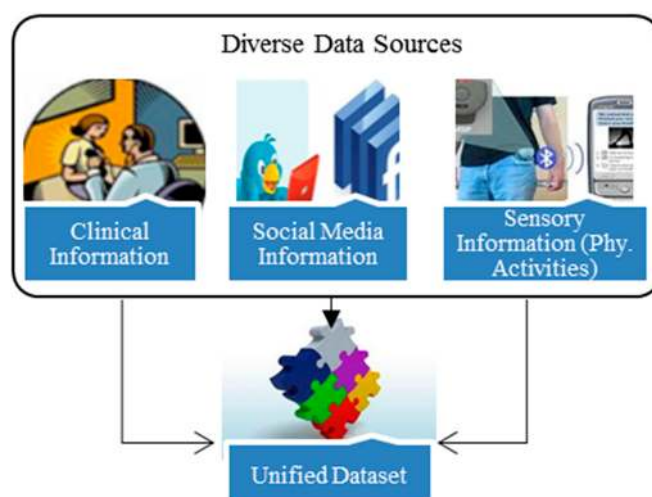 Diverse Data Sources
f
Clinical
Information
Social Media
Information
Sensory
Information (Phy.
Activities)
Unified Dataset